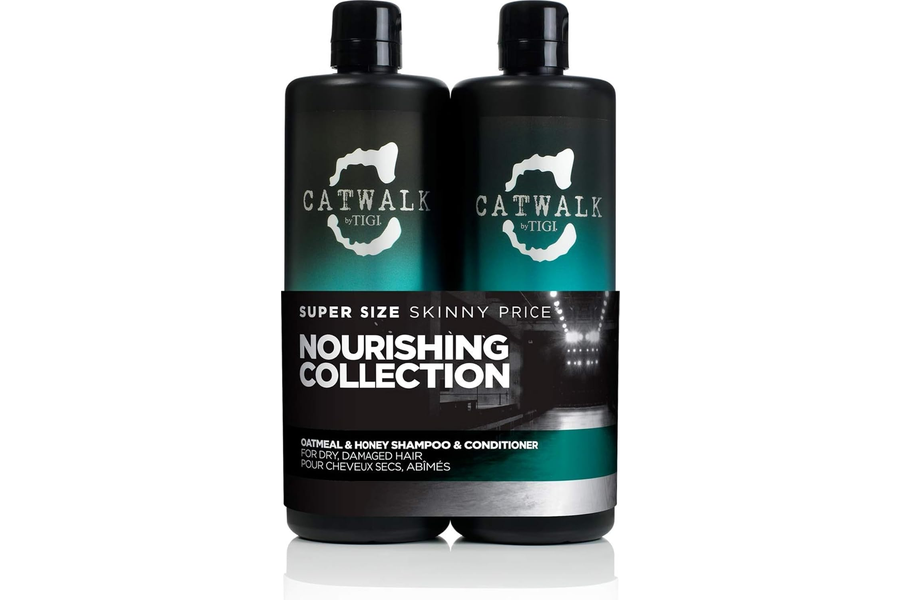 CATWALK
by TIGI.
CATWALK
by TIGI.
SUPER SIZE SKINNY PRICE
NOURISHING
COLLECTION
OATMEAL & HONEY SHAMPOO & CONDITIONER
FOR DRY, DAMAGED HAIR
POUR CHEVEUX SECS, ABÎMÉS